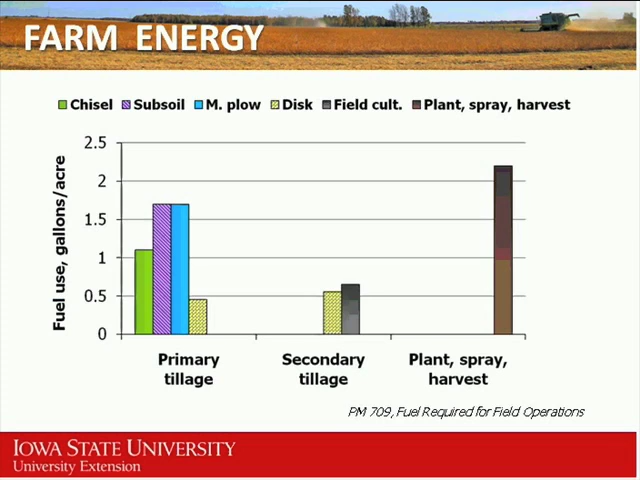 FARM ENERGY
Chisel Subsoil M. plow Disk Field cult. Plant, spray, harvest
Fuel use, gallons/acre
2.5
2
1.5
1
0.5
0
Primary tillage
Secondary tillage
Plant, spray, harvest
PM 709, Fuel Required for Field Operations
IOWA STATE UNIVERSITY
University Extension